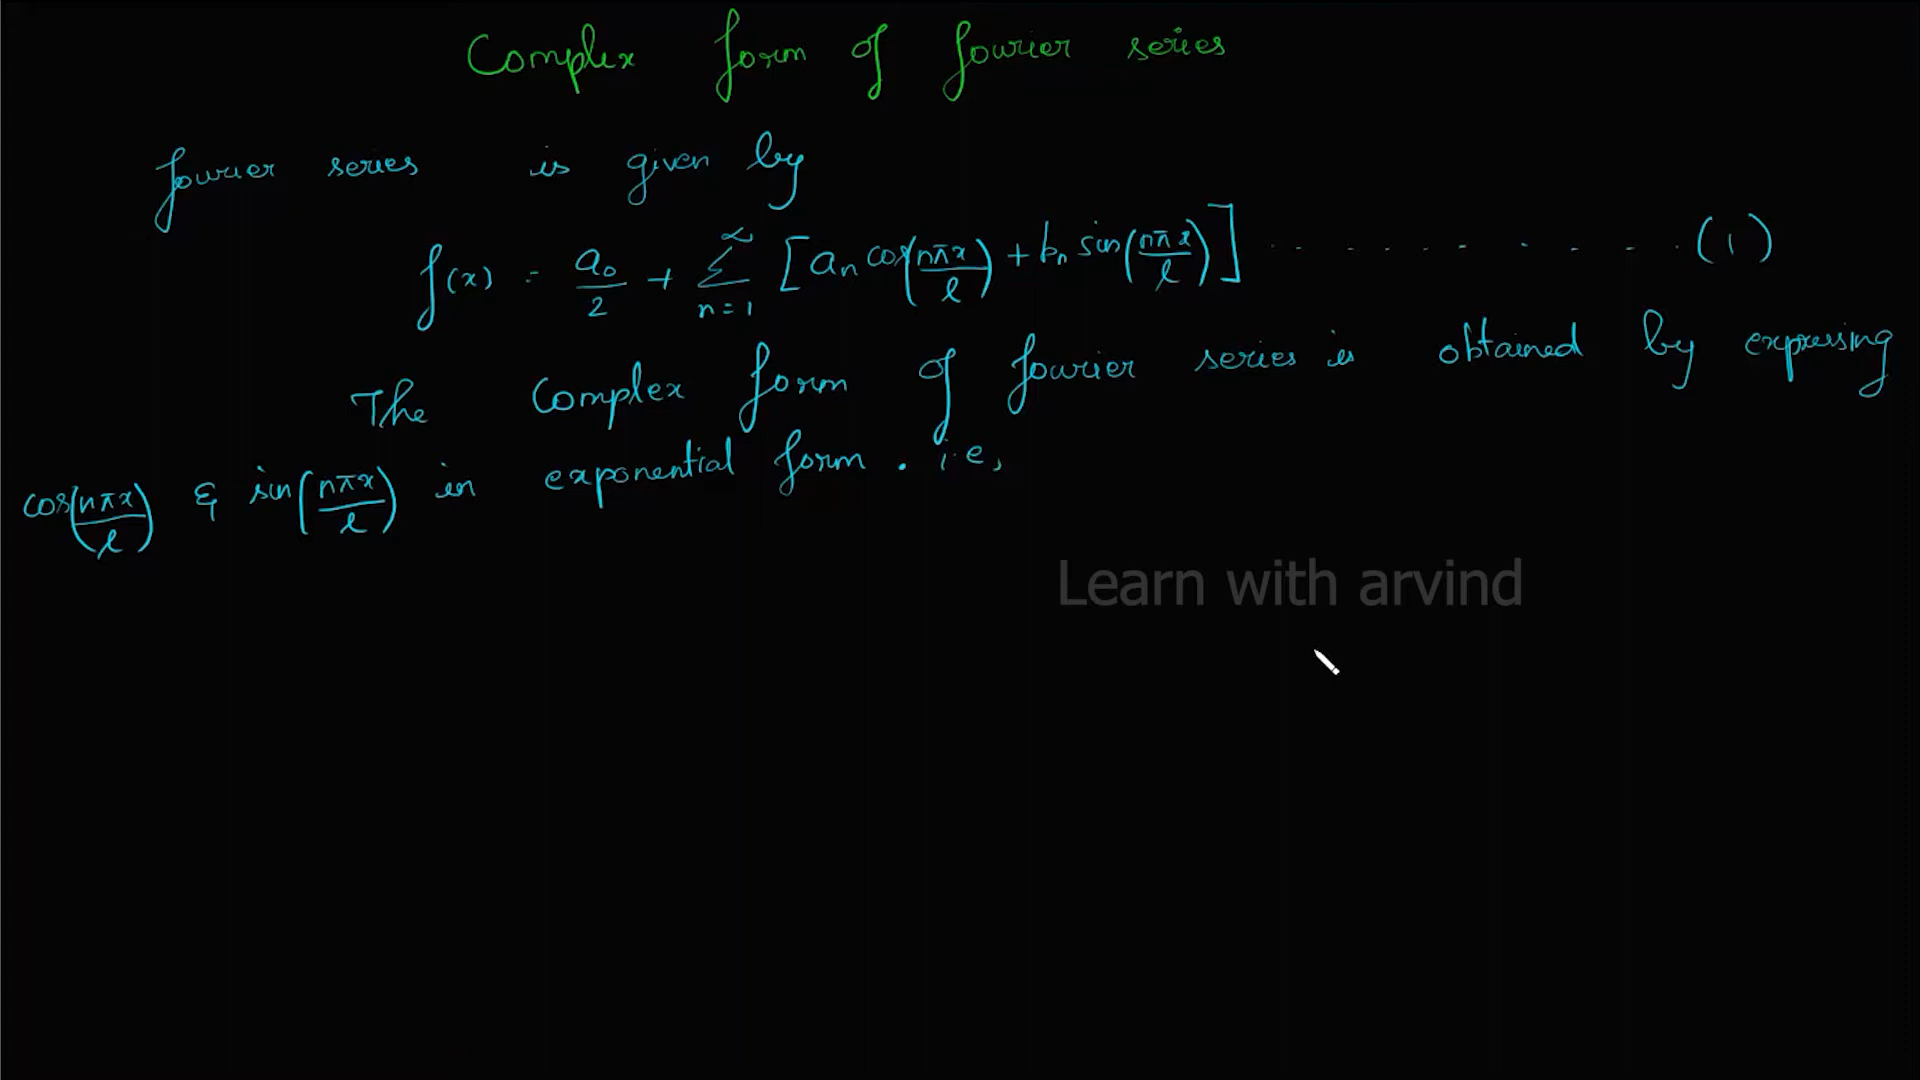 Complex form of fourier series
fourier series is given by
f(x) = a₀/2 + ∑_{n=1}^{∞} [aₙ cos(nπx/l) + bₙ sin(nπx/l)] . . . . . . . . . . (1)
The Complex form of fourier series is obtained by expressing
cos(nπx/l) & sin(nπx/l) in exponential form. i.e,
Learn with arvind